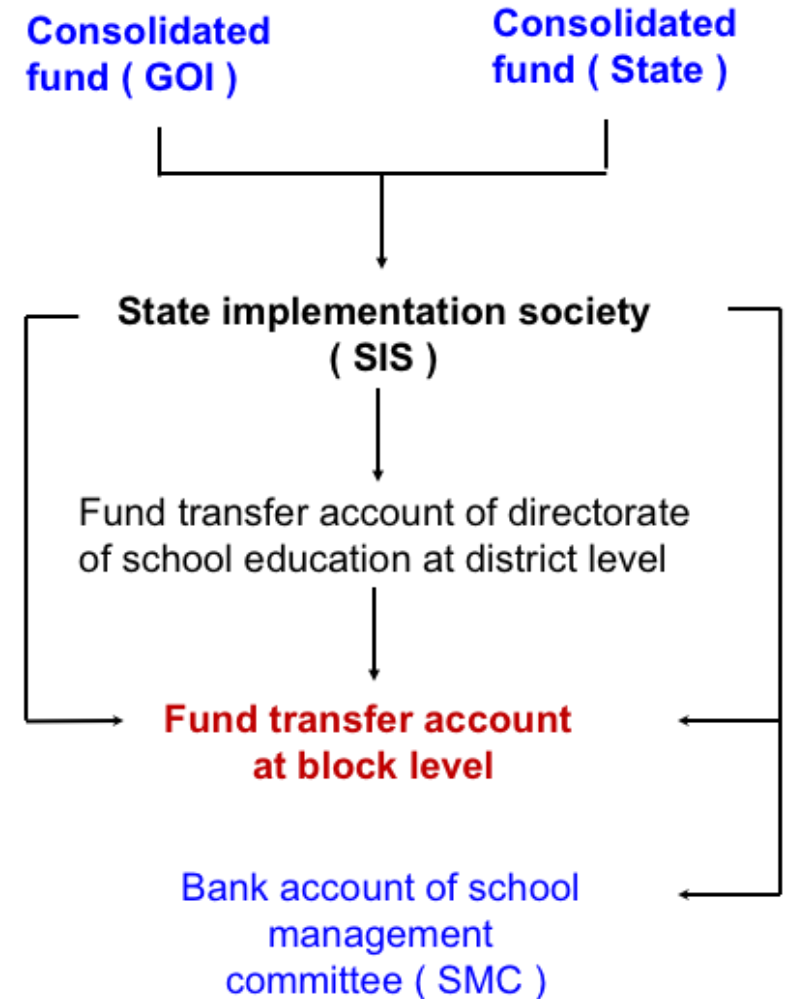 Consolidated
fund ( GOI )
Consolidated
fund ( State )
State implementation society
( SIS )
Fund transfer account of directorate
of school education at district level
Fund transfer account
at block level
Bank account of school
management
committee ( SMC )